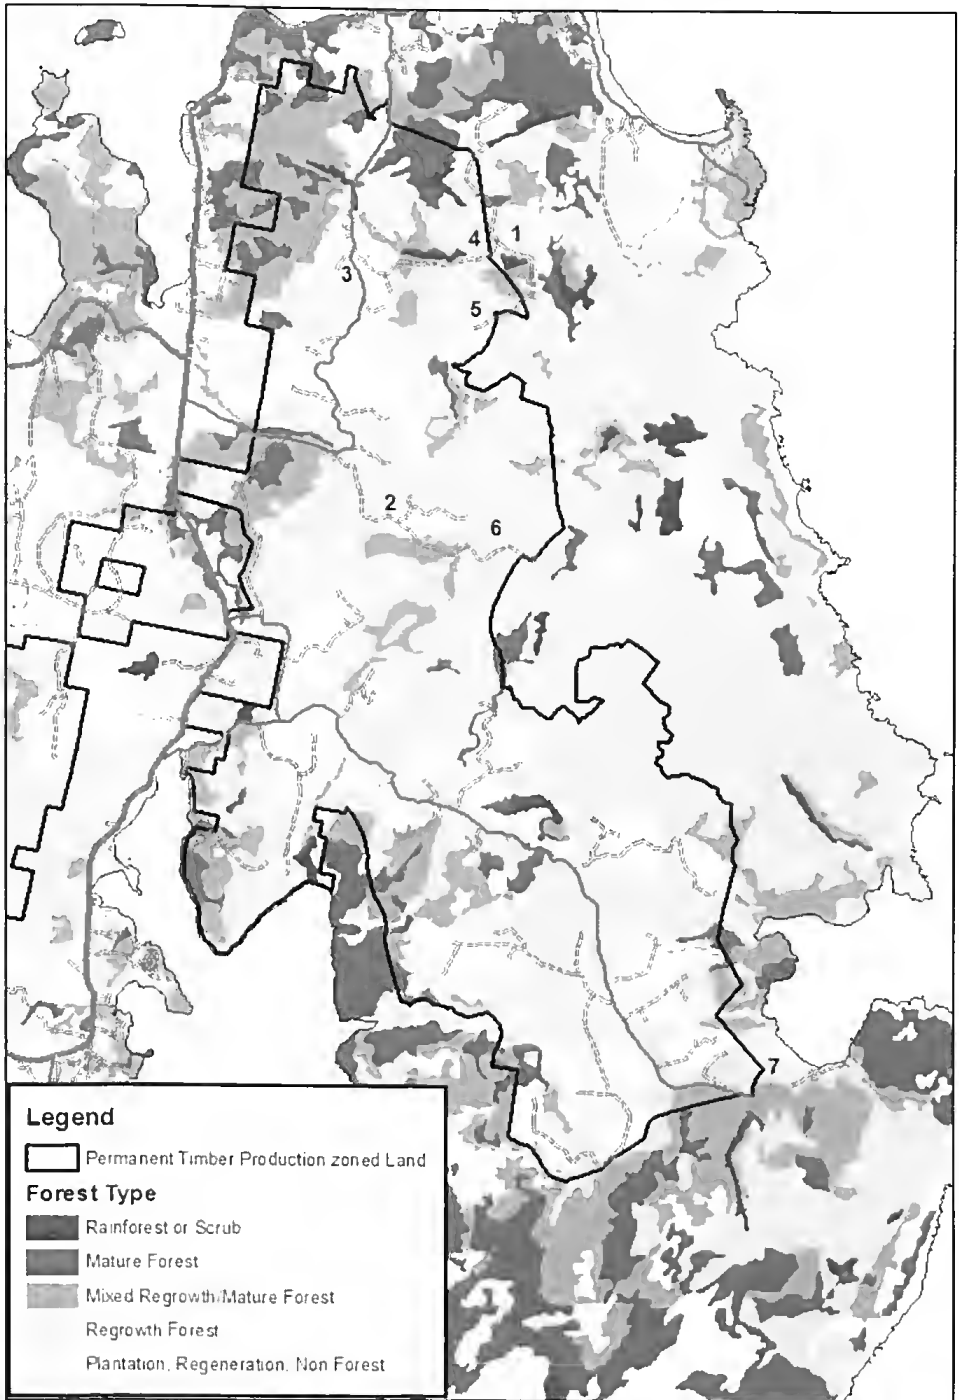 1
4
3
5
2
6
7
Legend
Permanent Timber Production zoned Land
Forest Type
Rainforest or Scrub
Mature Forest
Mixed Regrowth/Mature Forest
Regrowth Forest
Plantation, Regeneration, Non Forest